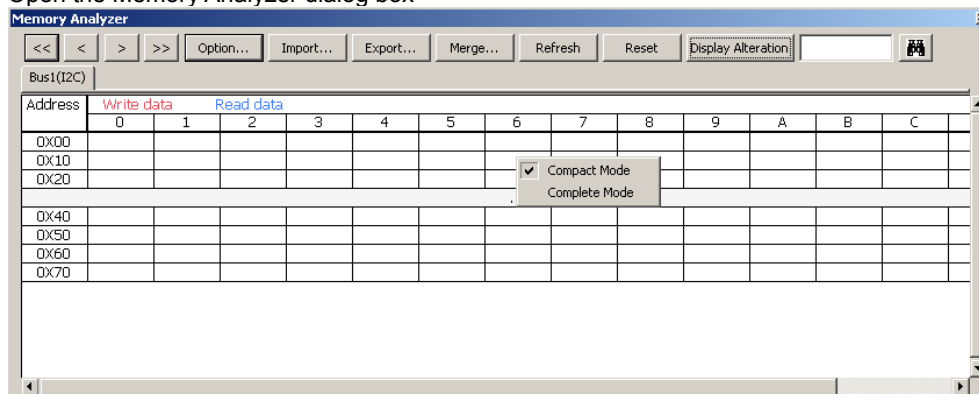 Open the Memory Analyzer dialog box
Memory Analyzer
<< < > >> Option... Import... Export... Merge... Refresh Reset Display Alteration
Bus1(I2C)
Address Write data Read data
0 1 2 3 4 5 6 7 8 9 A B C
0X00
0X10
0X20
Compact Mode
Complete Mode
0X40
0X50
0X60
0X70